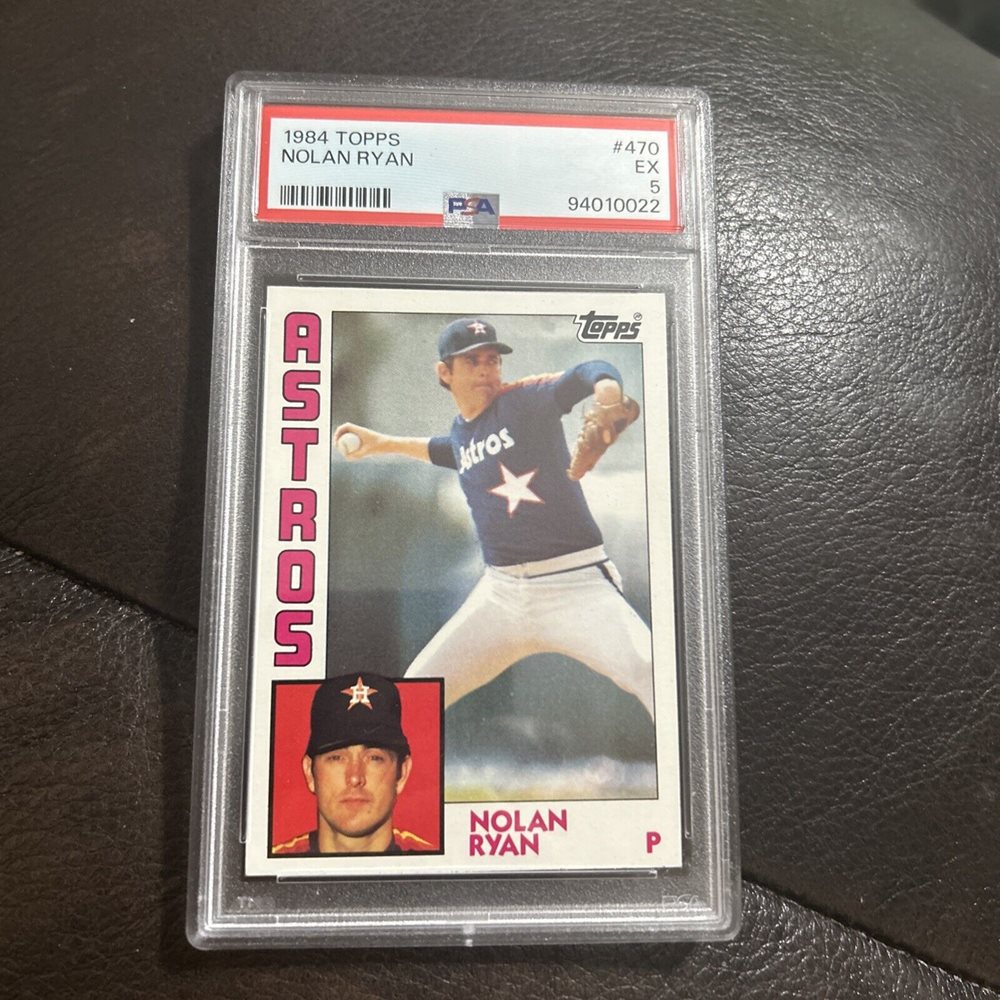 1984 TOPPS
NOLAN RYAN
#470
EX
5
94010022
PSA
ASTROS
Topps
Astros
H
NOLAN
RYAN
P